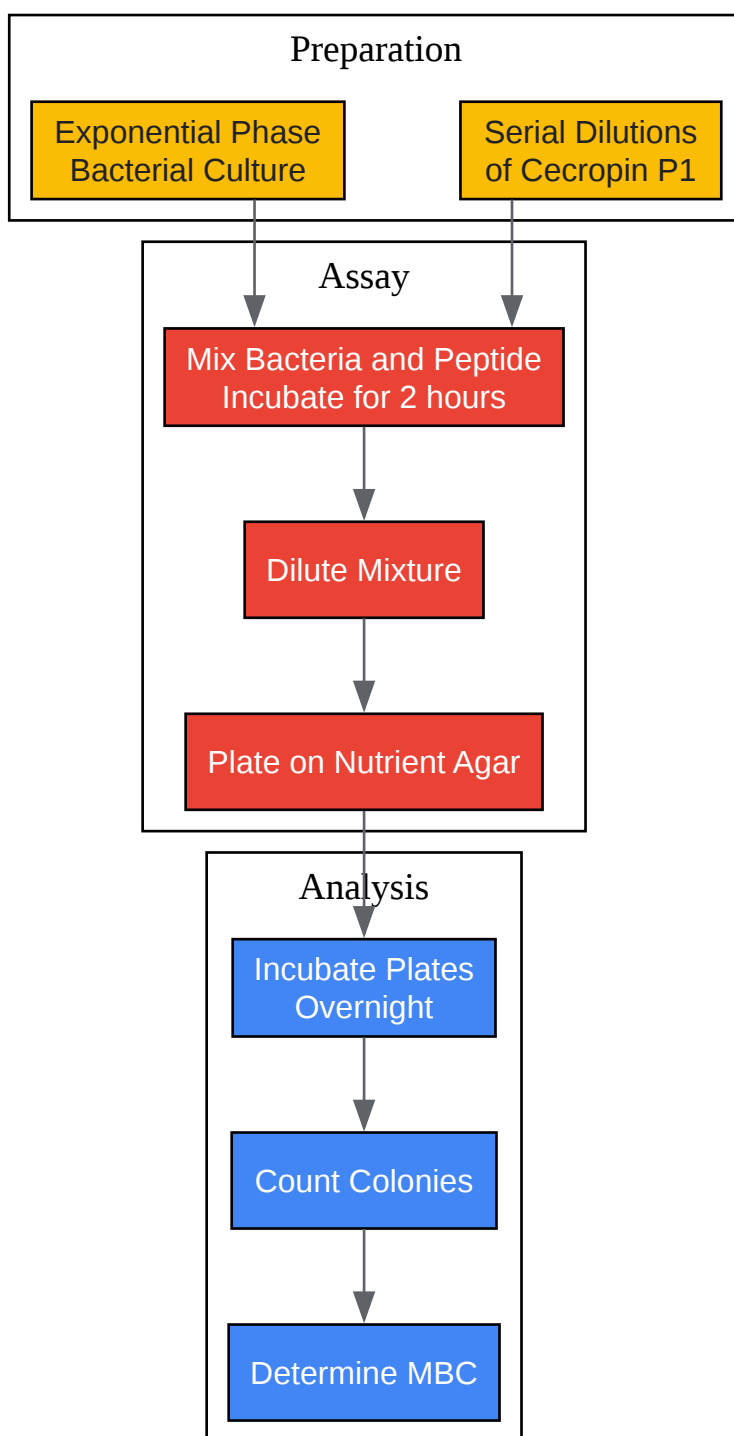 Preparation
Exponential Phase
Bacterial Culture
Serial Dilutions
of Cecropin P1
Assay
Mix Bacteria and Peptide
Incubate for 2 hours
Dilute Mixture
Plate on Nutrient Agar
Analysis
Incubate Plates
Overnight
Count Colonies
Determine MBC